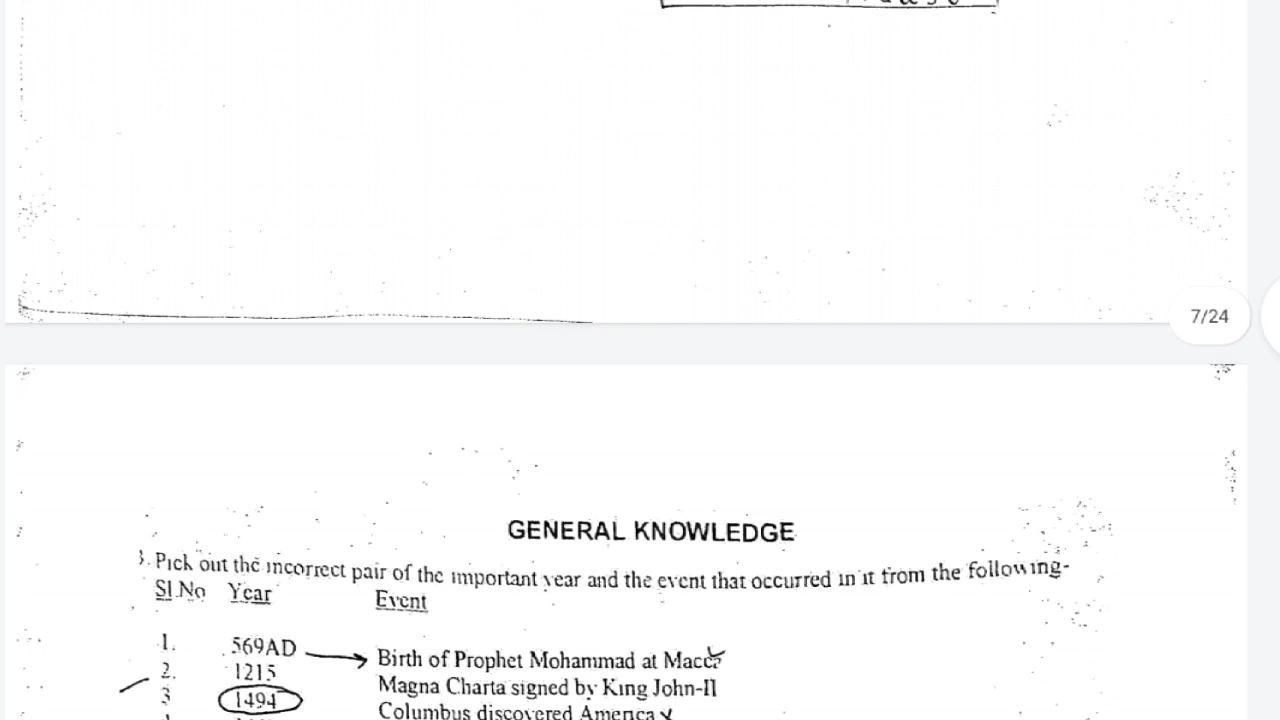 7/24
GENERAL KNOWLEDGE
3. Pick out the incorrect pair of the important year and the event that occurred in it from the following-
Sl.No Year Event
1. 569AD Birth of Prophet Mohammad at Macca
2. 1215 Magna Charta signed by King John-II
3 1494 Columbus discovered America